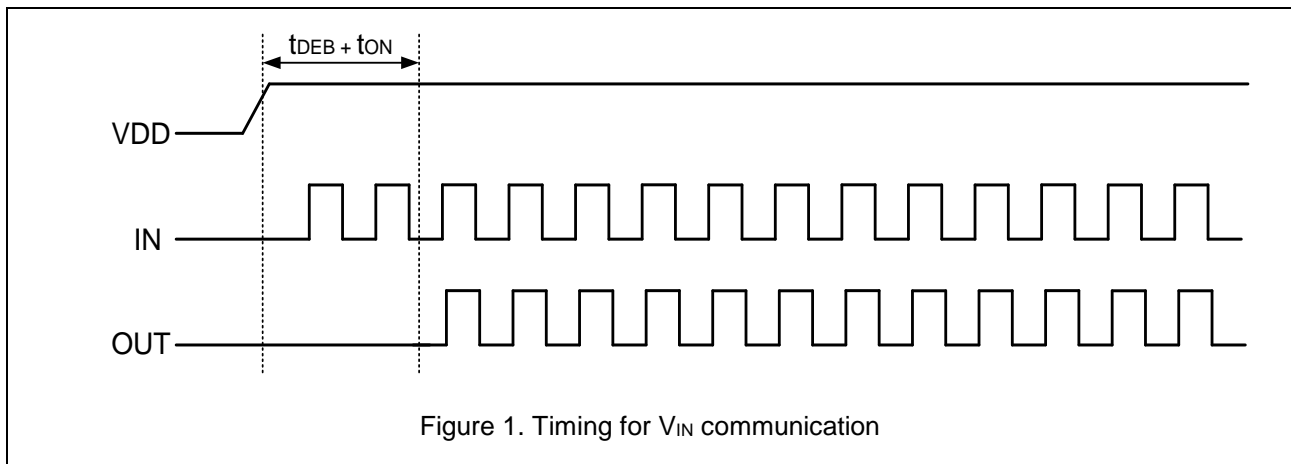 tDEB + tON
VDD
IN
OUT
Figure 1. Timing for VIN communication